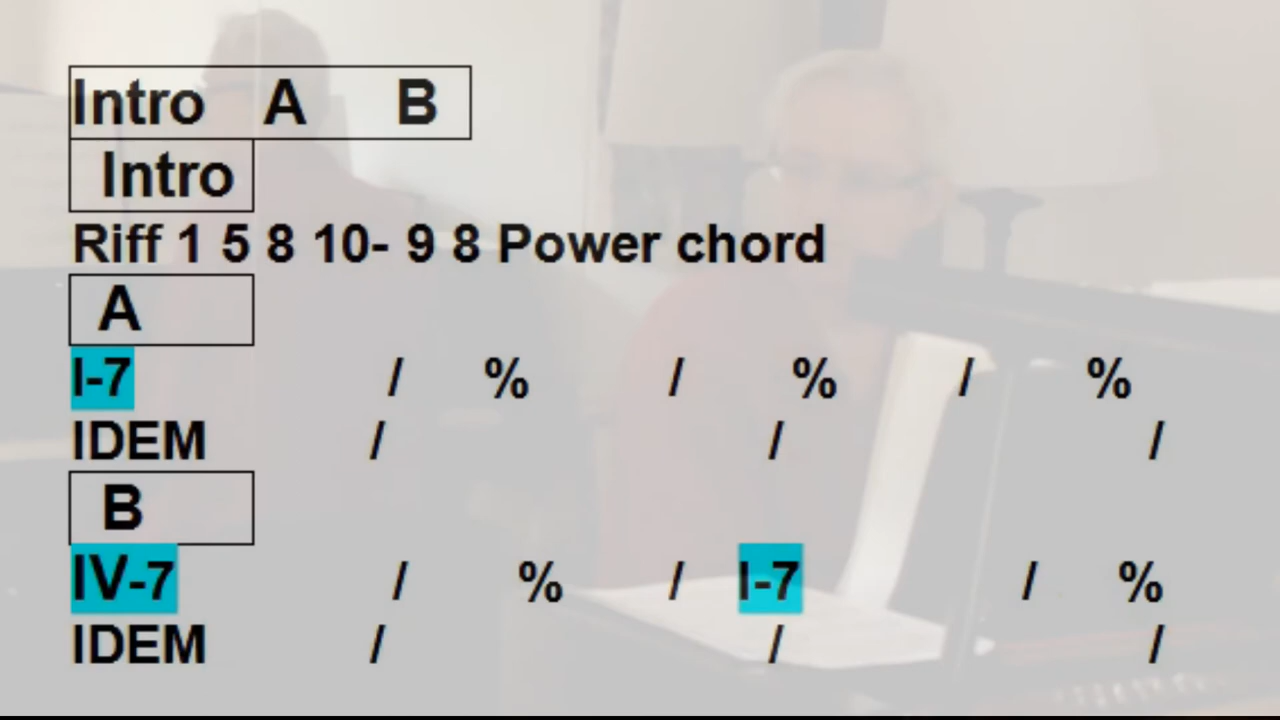 Intro A B
Intro
Riff 1 5 8 10- 9 8 Power chord
A
I-7 / % / % / %
IDEM / / /
B
IV-7 / % / I-7 / %
IDEM / / /